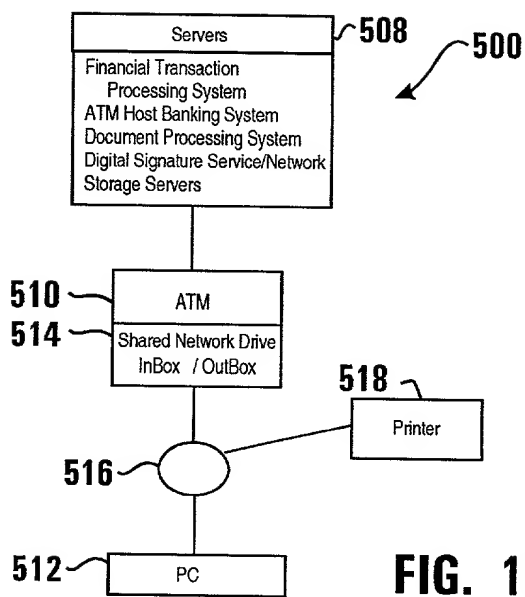 Servers
508
500
Financial Transaction
Processing System
ATM Host Banking System
Document Processing System
Digital Signature Service/Network
Storage Servers
510
ATM
514
Shared Network Drive
InBox / OutBox
518
Printer
516
512
PC
FIG. 1